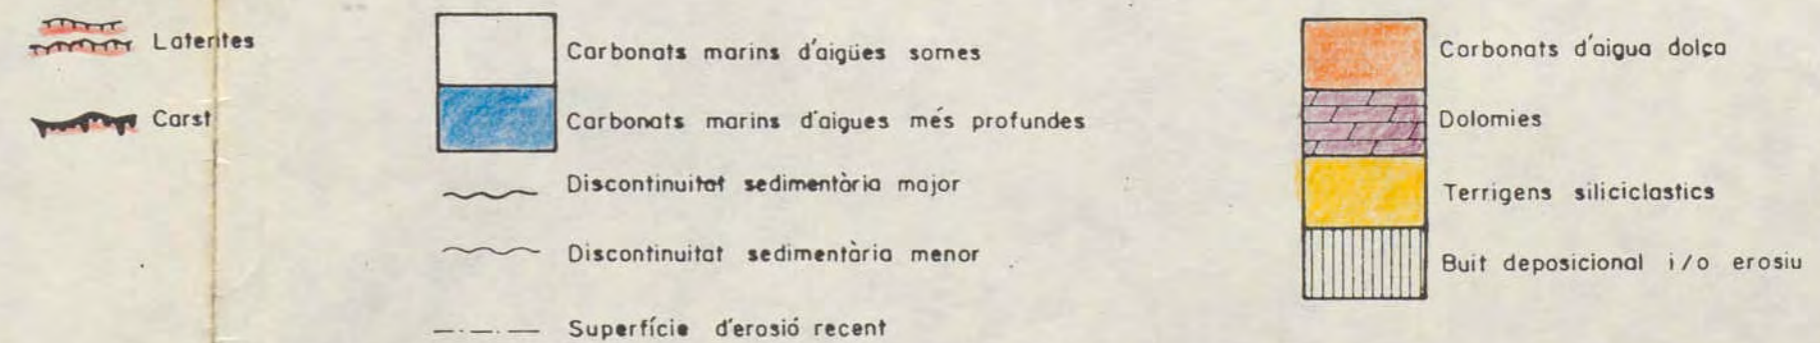 Latentes
Carst
Carbonats marins d'aigües somes
Carbonats marins d'aigues més profundes
Discontinuitat sedimentària major
Discontinuitat sedimentària menor
Superfície d'erosió recent
Carbonats d'aigua dolça
Dolomies
Terrigens siliciclastics
Buit deposicional i/o erosiu